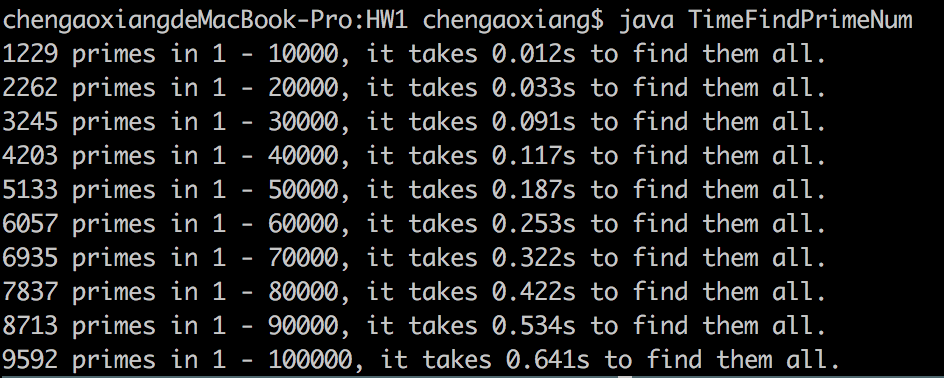 chengaoxiangdeMacBook-Pro:HW1 chengaoxiang$ java TimeFindPrimeNum
1229 primes in 1 - 10000, it takes 0.012s to find them all.
2262 primes in 1 - 20000, it takes 0.033s to find them all.
3245 primes in 1 - 30000, it takes 0.091s to find them all.
4203 primes in 1 - 40000, it takes 0.117s to find them all.
5133 primes in 1 - 50000, it takes 0.187s to find them all.
6057 primes in 1 - 60000, it takes 0.253s to find them all.
6935 primes in 1 - 70000, it takes 0.322s to find them all.
7837 primes in 1 - 80000, it takes 0.422s to find them all.
8713 primes in 1 - 90000, it takes 0.534s to find them all.
9592 primes in 1 - 100000, it takes 0.641s to find them all.